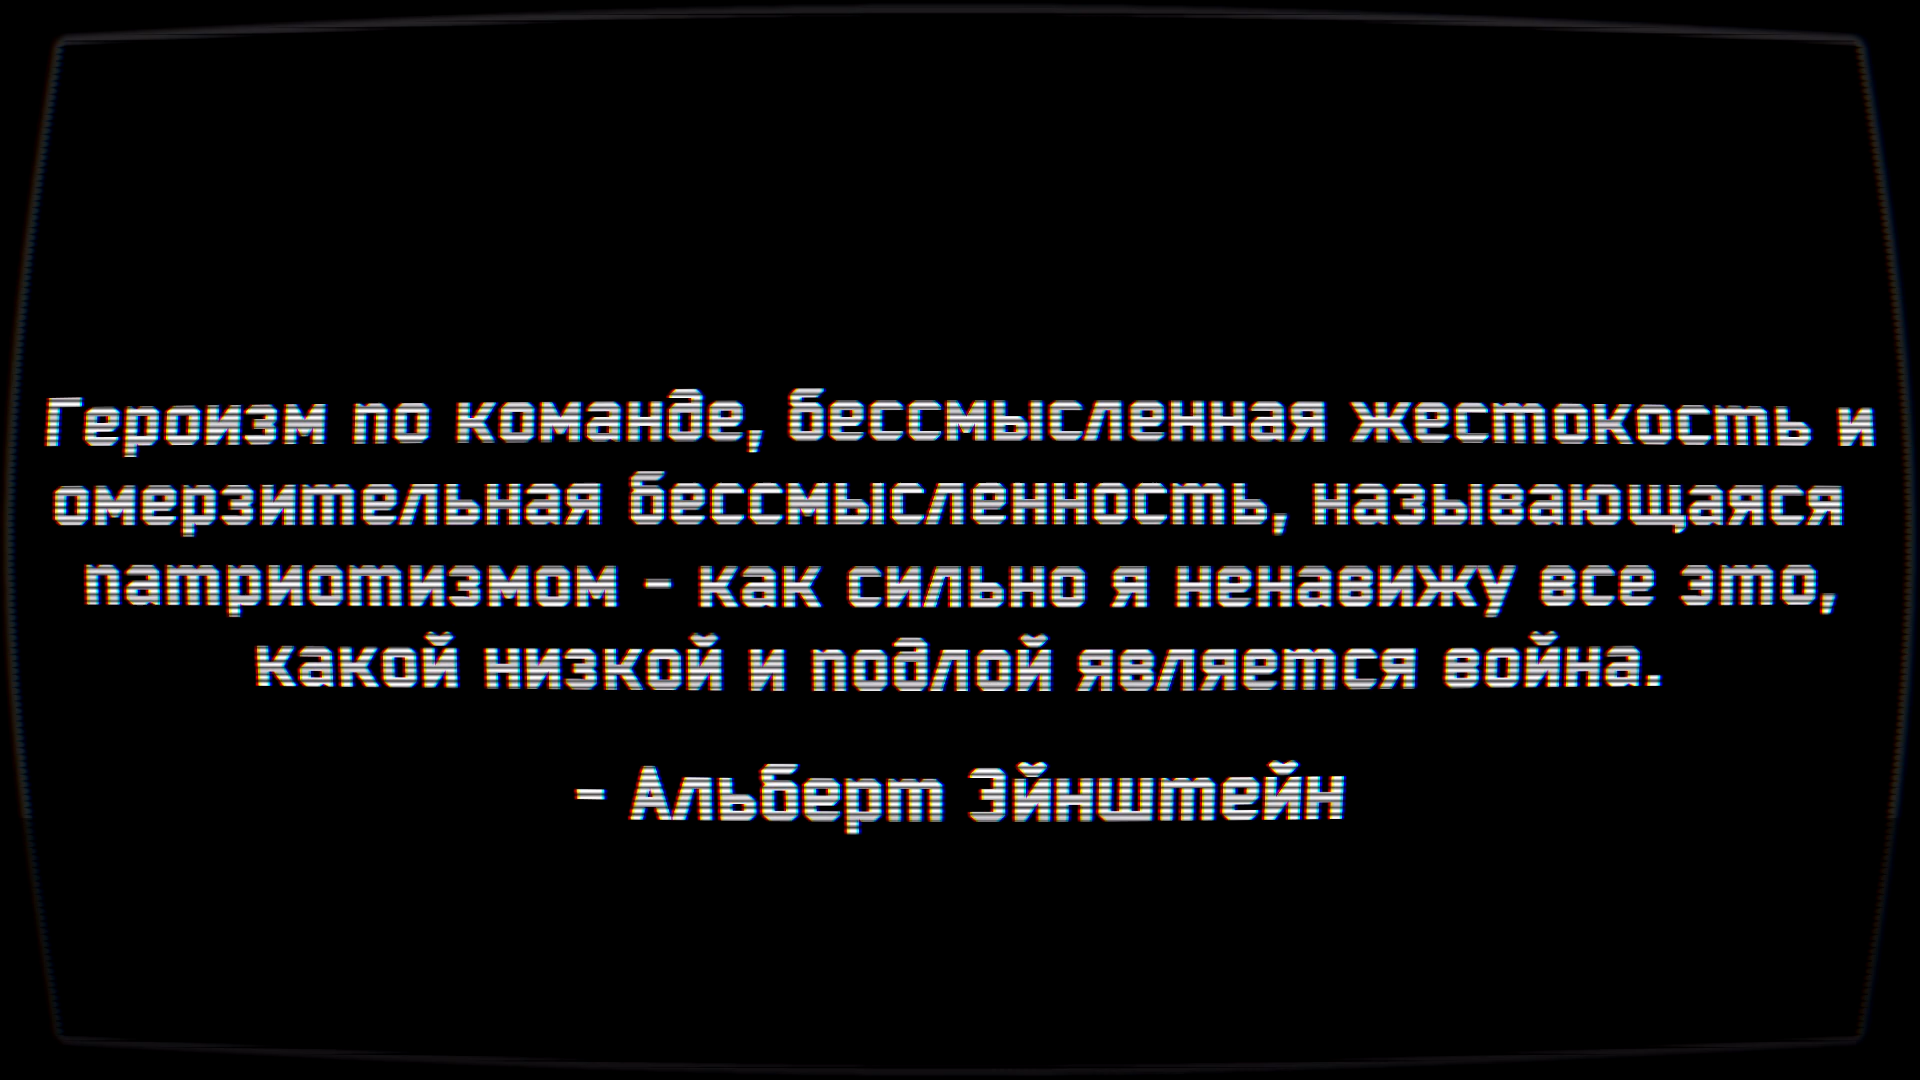 Героизм по команде, бессмысленная жестокость и
омерзительная бессмысленность, называющаяся
патриотизмом - как сильно я ненавижу все это,
какой низкой и подлой является война.
- Альберт Эйнштейн